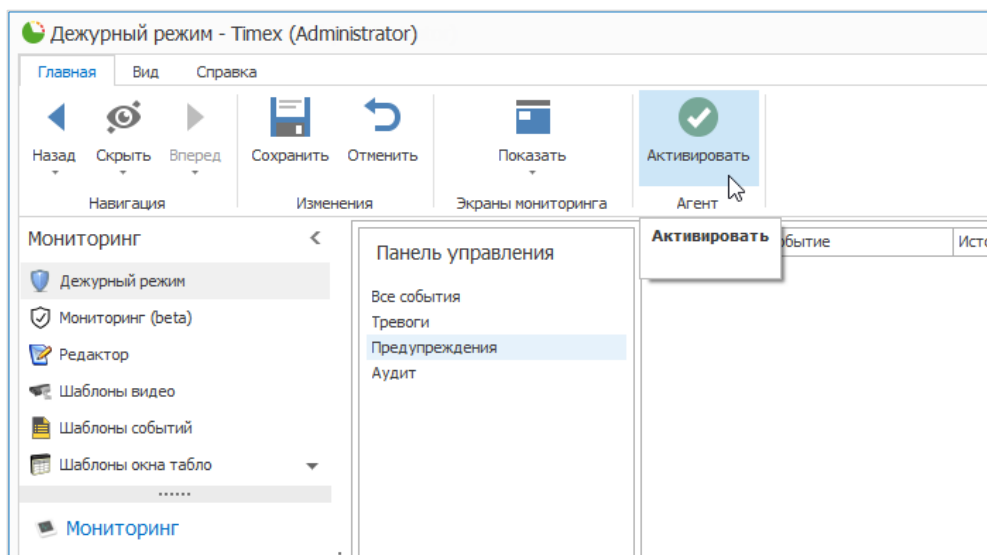 Дежурный режим - Timex (Administrator)
Главная Вид Справка
Назад Скрыть Вперед Сохранить Отменить Показать Активировать
Навигация Изменения Экраны мониторинга Агент
Мониторинг
Дежурный режим
Мониторинг (beta)
Редактор
Шаблоны видео
Шаблоны событий
Шаблоны окна табло
Мониторинг
Панель управления
Все события
Тревоги
Предупреждения
Аудит
Активировать